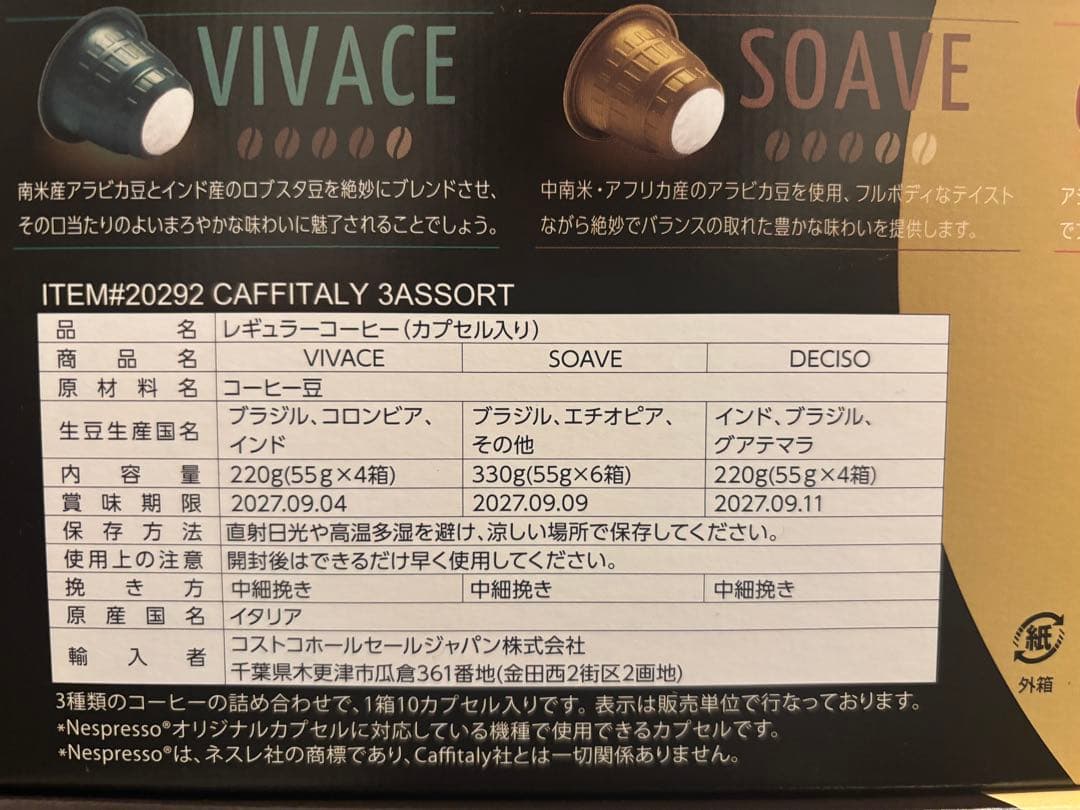 VIVACE
SOAVE
南米産アラビカ豆とインド産のロブスタ豆を絶妙にブレンドさせ、
その口当たりのよいまろやかな味わいに魅了されることでしょう。
中南米・アフリカ産のアラビカ豆を使用、フルボディなテイスト
ながら絶妙でバランスの取れた豊かな味わいを提供します。
ITEM#20292 CAFFITALY 3ASSORT
品名 レギュラーコーヒー(カプセル入り)
商品名 VIVACE SOAVE DECISO
原材料名 コーヒー豆
生豆生産国名 ブラジル、コロンビア、インド ブラジル、エチオピア、その他 インド、ブラジル、グアテマラ
内容量 220g(55g×4箱) 330g(55g×6箱) 220g(55g×4箱)
賞味期限 2027.09.04 2027.09.09 2027.09.11
保存方法 直射日光や高温多湿を避け、涼しい場所で保存してください。
使用上の注意 開封後はできるだけ早く使用してください。
挽き方 中細挽き 中細挽き 中細挽き
原産国名 イタリア
輸入者 コストコホールセールジャパン株式会社
千葉県木更津市瓜倉361番地(金田西2街区2画地)
3種類のコーヒーの詰め合わせで、1箱10カプセル入りです。表示は販売単位で行なっております。
*Nespresso®オリジナルカプセルに対応している機種で使用できるカプセルです。
*Nespresso®は、ネスレ社の商標であり、Caffitaly社とは一切関係ありません。
紙
外箱